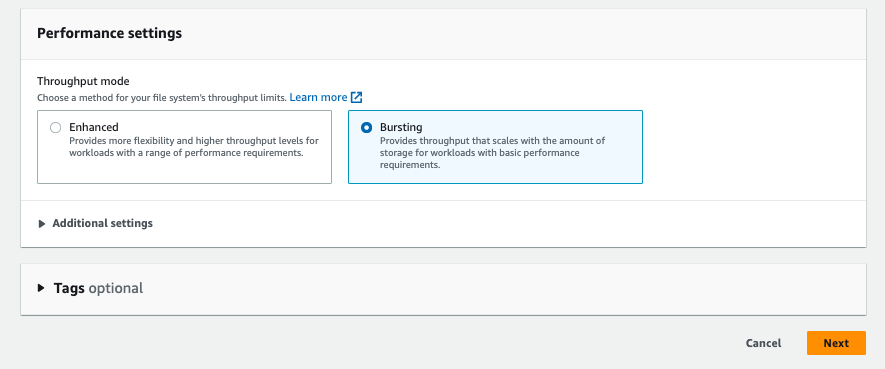 Performance settings
Throughput mode
Choose a method for your file system's throughput limits. Learn more
Enhanced
Provides more flexibility and higher throughput levels for
workloads with a range of performance requirements.
Bursting
Provides throughput that scales with the amount of
storage for workloads with basic performance
requirements.
Additional settings
Tags optional
Cancel
Next